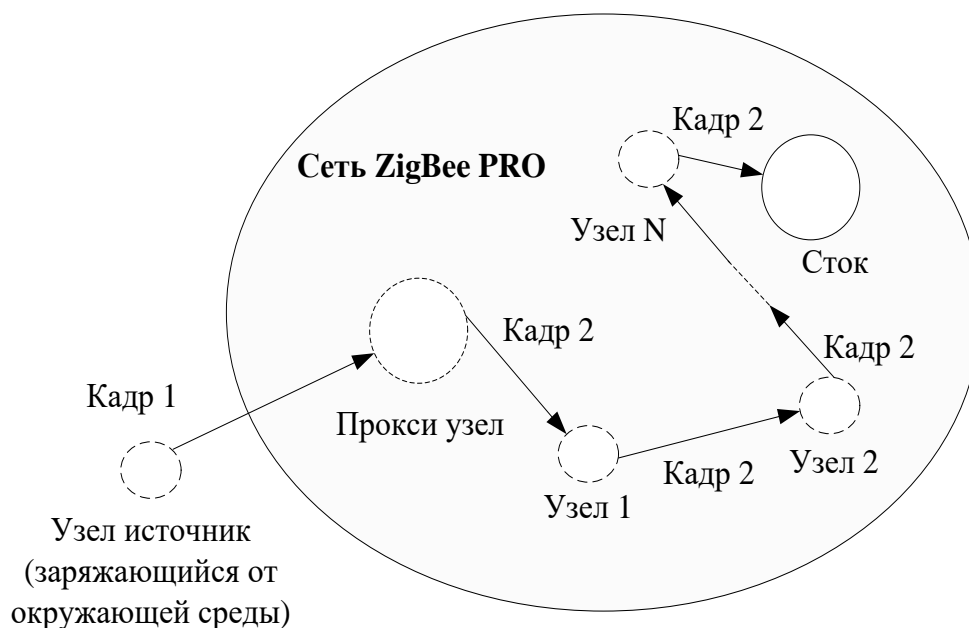 Кадр 2
Сеть ZigBee PRO
Узел N
Сток
Кадр 2
Кадр 2
Кадр 1
Прокси узел
Кадр 2
Узел 2
Узел 1
Узел источник
(заряжающийся от
окружающей среды)